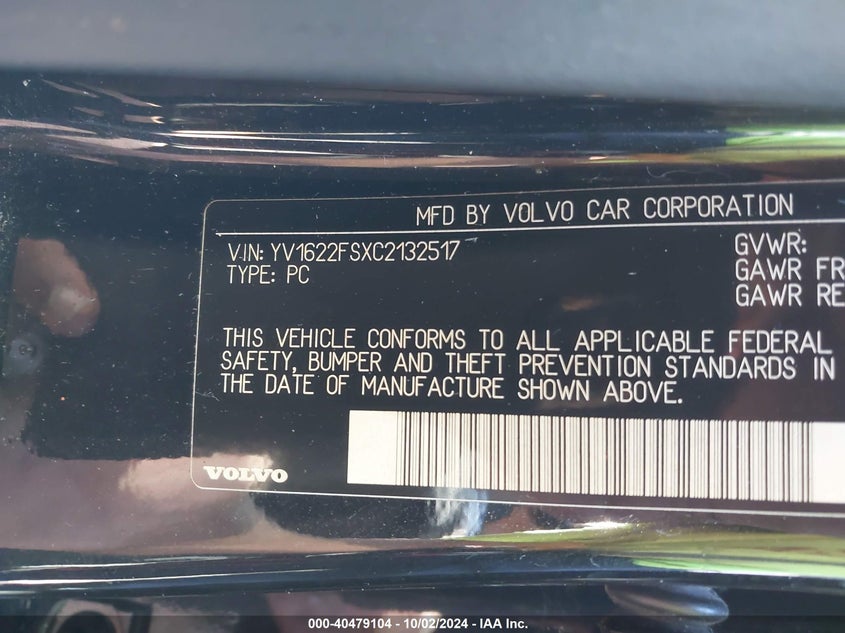 MFD BY VOLVO CAR CORPORATION
VIN: YV1622FSXC2132517
TYPE: PC
GVWR:
GAWR FR
GAWR RE
THIS VEHICLE CONFORMS TO ALL APPLICABLE FEDERAL
SAFETY, BUMPER AND THEFT PREVENTION STANDARDS IN
THE DATE OF MANUFACTURE SHOWN ABOVE.
VOLVO
000-40479104 - 10/02/2024 - IAA Inc.